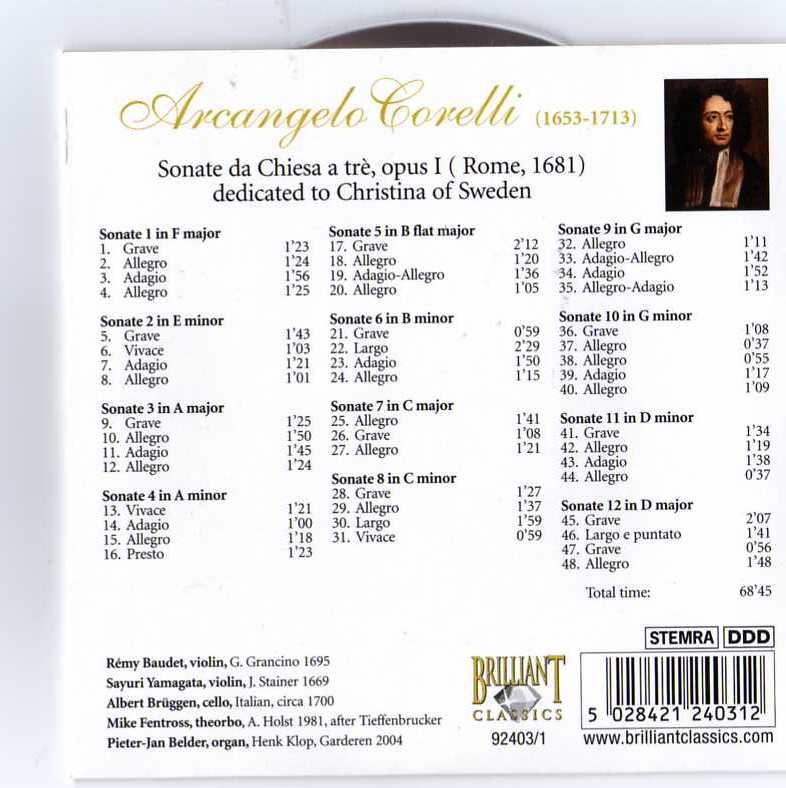 Arcangelo Corelli (1653-1713)
Sonate da Chiesa a trè, opus I ( Rome, 1681)
dedicated to Christina of Sweden
Sonate 1 in F major
1. Grave 1'23
2. Allegro 1'24
3. Adagio 1'56
4. Allegro 1'25
Sonate 2 in E minor
5. Grave 1'43
6. Vivace 1'03
7. Adagio 1'21
8. Allegro 1'01
Sonate 3 in A major
9. Grave 1'25
10. Allegro 1'50
11. Adagio 1'45
12. Allegro 1'24
Sonate 4 in A minor
13. Vivace 1'21
14. Adagio 1'00
15. Allegro 1'18
16. Presto 1'23
Sonate 5 in B flat major
17. Grave 2'12
18. Allegro 1'20
19. Adagio-Allegro 1'36
20. Allegro 1'05
Sonate 6 in B minor
21. Grave 0'59
22. Largo 2'29
23. Adagio 1'50
24. Allegro 1'15
Sonate 7 in C major
25. Allegro 1'41
26. Grave 1'08
27. Allegro 1'21
Sonate 8 in C minor
28. Grave 1'27
29. Allegro 1'37
30. Largo 1'59
31. Vivace 0'59
Sonate 9 in G major
32. Allegro 1'11
33. Adagio-Allegro 1'42
34. Adagio 1'52
35. Allegro-Adagio 1'13
Sonate 10 in G minor
36. Grave 1'08
37. Allegro 0'37
38. Allegro 0'55
39. Adagio 1'17
40. Allegro 1'09
Sonate 11 in D minor
41. Grave 1'34
42. Allegro 1'19
43. Adagio 1'38
44. Allegro 0'37
Sonate 12 in D major
45. Grave 2'07
46. Largo e puntato 1'41
47. Grave 0'56
48. Allegro 1'48
Total time: 68'45
STEMRA DDD
Rémy Baudet, violin, G. Grancino 1695
Sayuri Yamagata, violin, J. Stainer 1669
Albert Brüggen, cello, Italian, circa 1700
Mike Fentross, theorbo, A. Holst 1981, after Tieffenbrucker
Pieter-Jan Belder, organ, Henk Klop, Garderen 2004
BRILLIANT
CLASSICS
92403/1
5 028421 240312
www.brilliantclassics.com